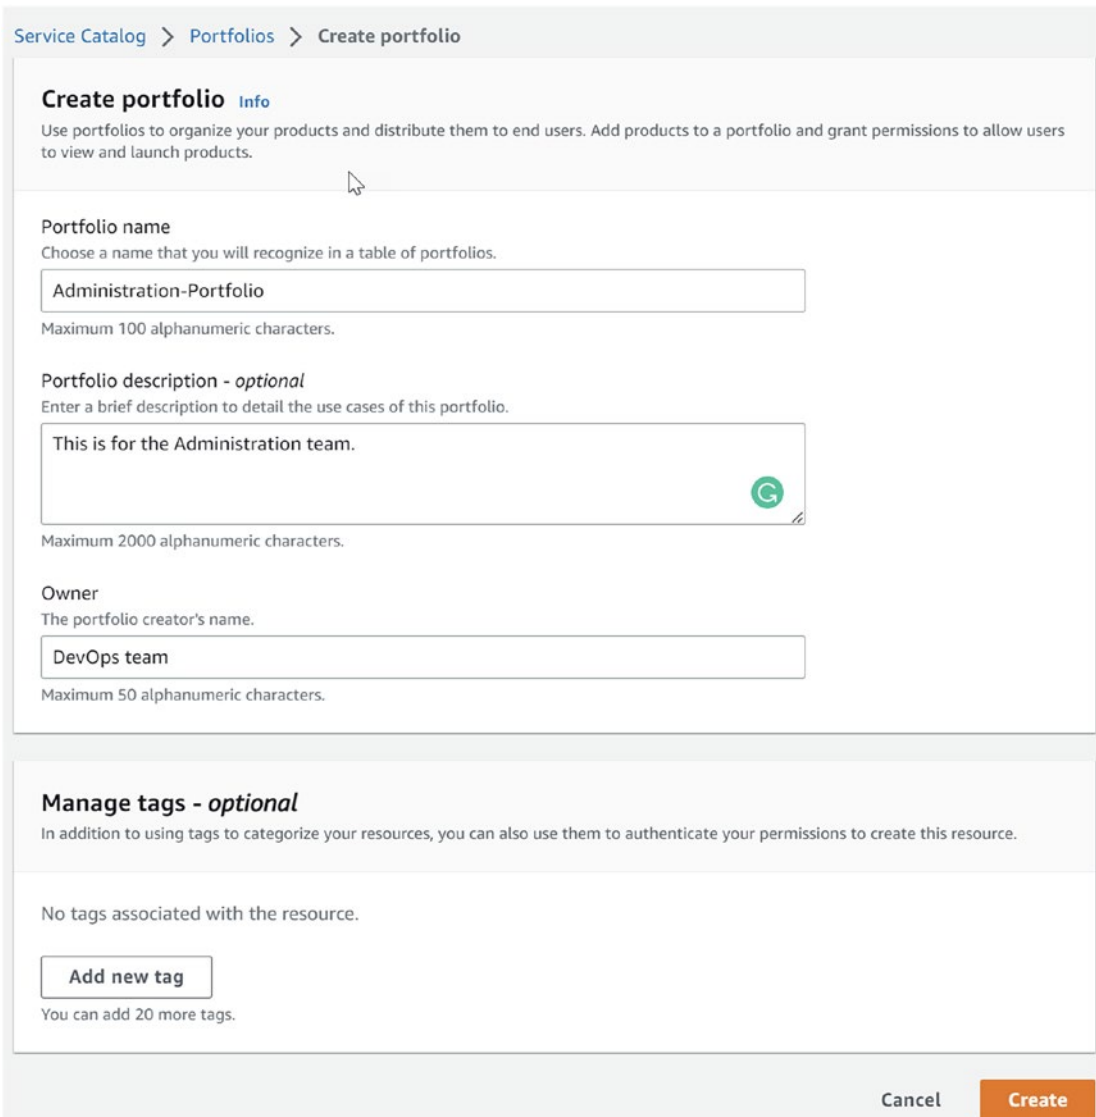 Service Catalog > Portfolios > Create portfolio
Create portfolio Info
Use portfolios to organize your products and distribute them to end users. Add products to a portfolio and grant permissions to allow users
to view and launch products.
Portfolio name
Choose a name that you will recognize in a table of portfolios.
Administration-Portfolio
Maximum 100 alphanumeric characters.
Portfolio description - optional
Enter a brief description to detail the use cases of this portfolio.
This is for the Administration team.
Maximum 2000 alphanumeric characters.
Owner
The portfolio creator's name.
DevOps team
Maximum 50 alphanumeric characters.
Manage tags - optional
In addition to using tags to categorize your resources, you can also use them to authenticate your permissions to create this resource.
No tags associated with the resource.
Add new tag
You can add 20 more tags.
Cancel Create